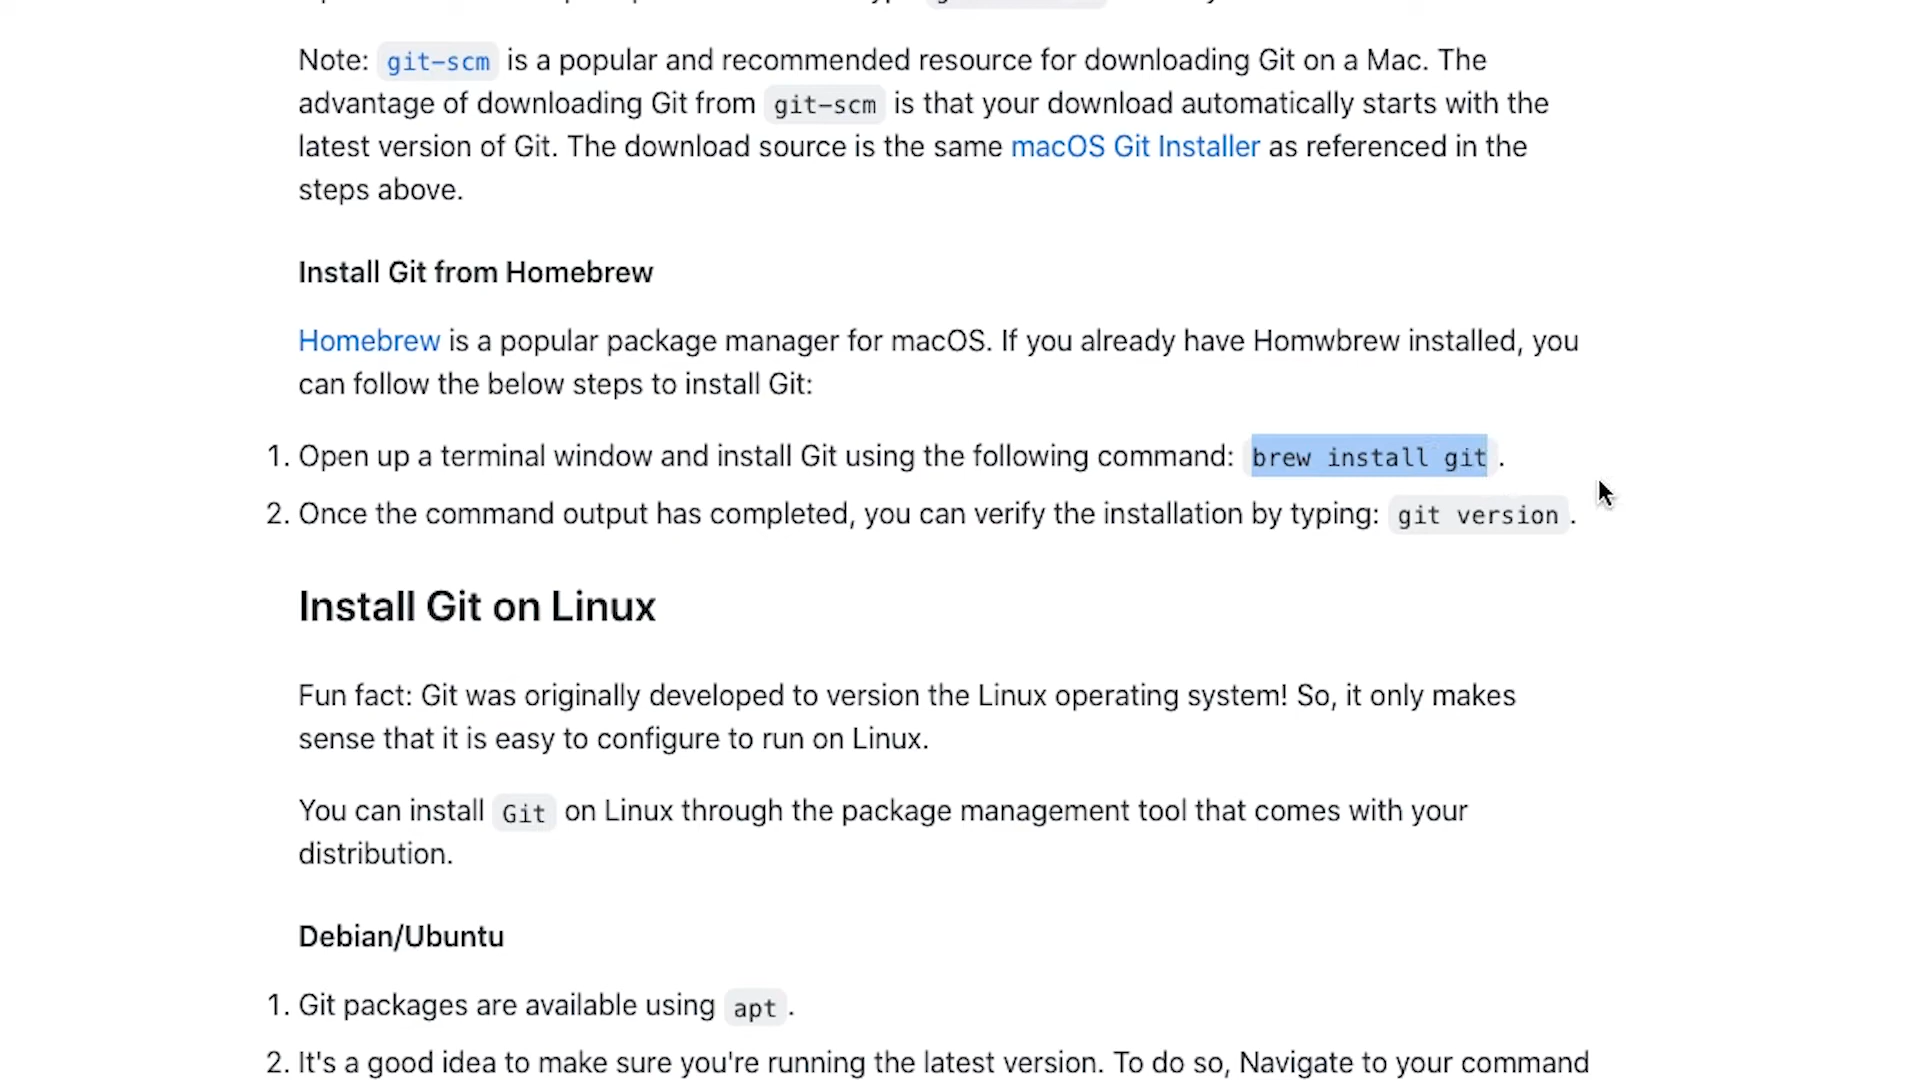 Note: git-scm is a popular and recommended resource for downloading Git on a Mac. The
advantage of downloading Git from git-scm is that your download automatically starts with the
latest version of Git. The download source is the same macOS Git Installer as referenced in the
steps above.
Install Git from Homebrew
Homebrew is a popular package manager for macOS. If you already have Homwbrew installed, you
can follow the below steps to install Git:
1. Open up a terminal window and install Git using the following command: brew install git.
2. Once the command output has completed, you can verify the installation by typing: git version.
Install Git on Linux
Fun fact: Git was originally developed to version the Linux operating system! So, it only makes
sense that it is easy to configure to run on Linux.
You can install Git on Linux through the package management tool that comes with your
distribution.
Debian/Ubuntu
1. Git packages are available using apt.
2. It's a good idea to make sure you're running the latest version. To do so, Navigate to your command